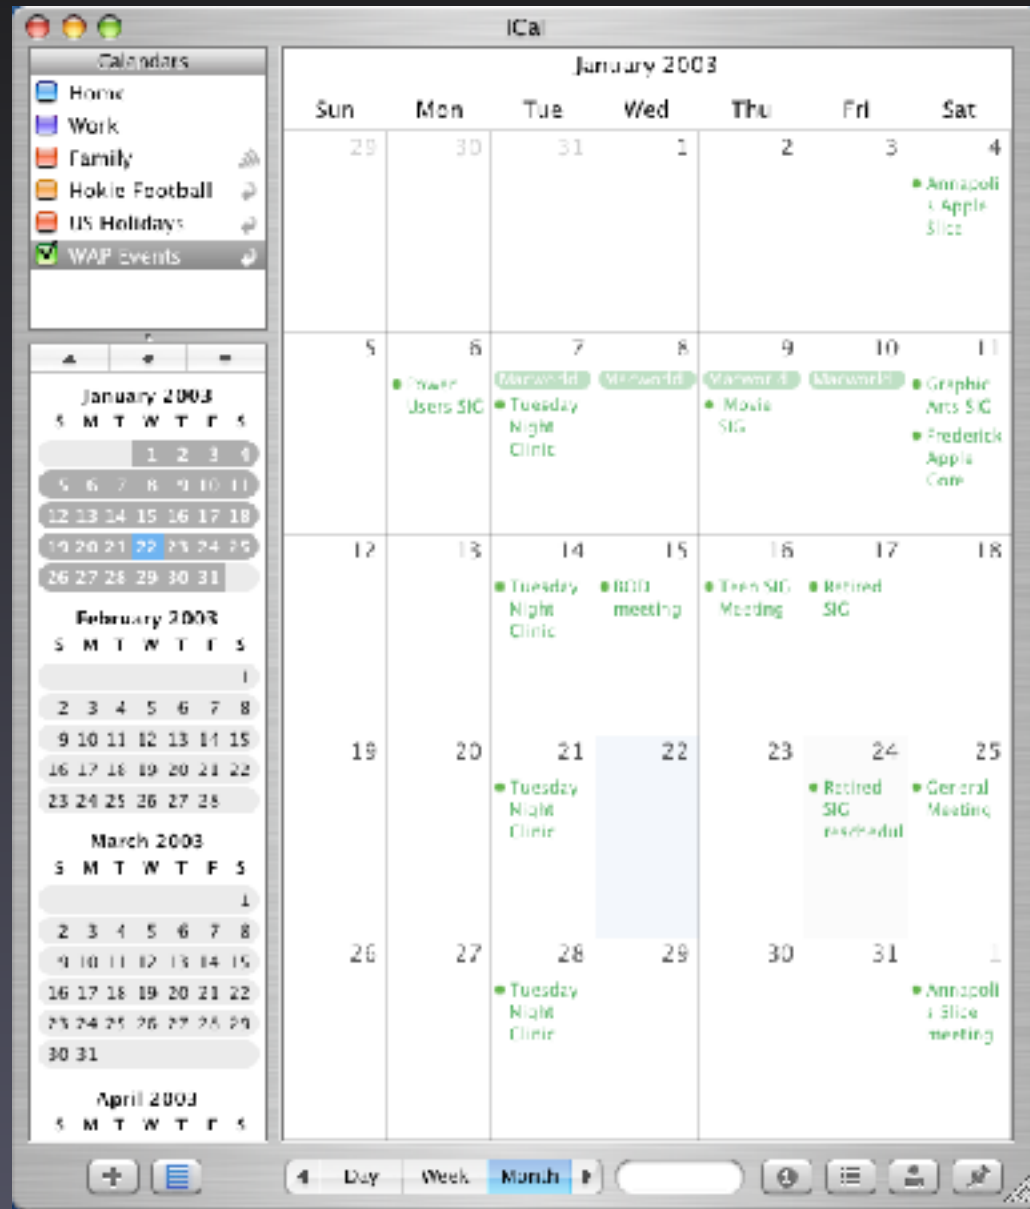 iCal
Calendars
Home
Work
Family
Hokie Football
US Holidays
WAP Events
January 2003
S M T W T F S
1 2 3 4
5 6 7 8 9 10 11
12 13 14 15 16 17 18
19 20 21 22 23 24 25
26 27 28 29 30 31
February 2003
S M T W T F S
1
2 3 4 5 6 7 8
9 10 11 12 13 14 15
16 17 18 19 20 21 22
23 24 25 26 27 28
March 2003
S M T W T F S
1
2 3 4 5 6 7 8
9 10 11 12 13 14 15
16 17 18 19 20 21 22
23 24 25 26 27 28 29
30 31
April 2003
S M T W T F S
January 2003
Sun Mon Tue Wed Thu Fri Sat
29 30 31 1 2 3 4
Annapoli
s Apple
Slice
5 6 7 8 9 10 11
Power
Users SIG
Macworld
Tuesday
Night
Clinic
Macworld
Macworld
Movie
SIG
Macworld
Graphic
Arts SIG
Frederick
Apple
Core
12 13 14 15 16 17 18
Tuesday
Night
Clinic
BOD
meeting
Teen SIG
Meeting
Retired
SIG
19 20 21 22 23 24 25
Tuesday
Night
Clinic
Retired
SIG
reschedul
General
Meeting
26 27 28 29 30 31 1
Tuesday
Night
Clinic
Annapoli
s Slice
meeting
Day Week Month